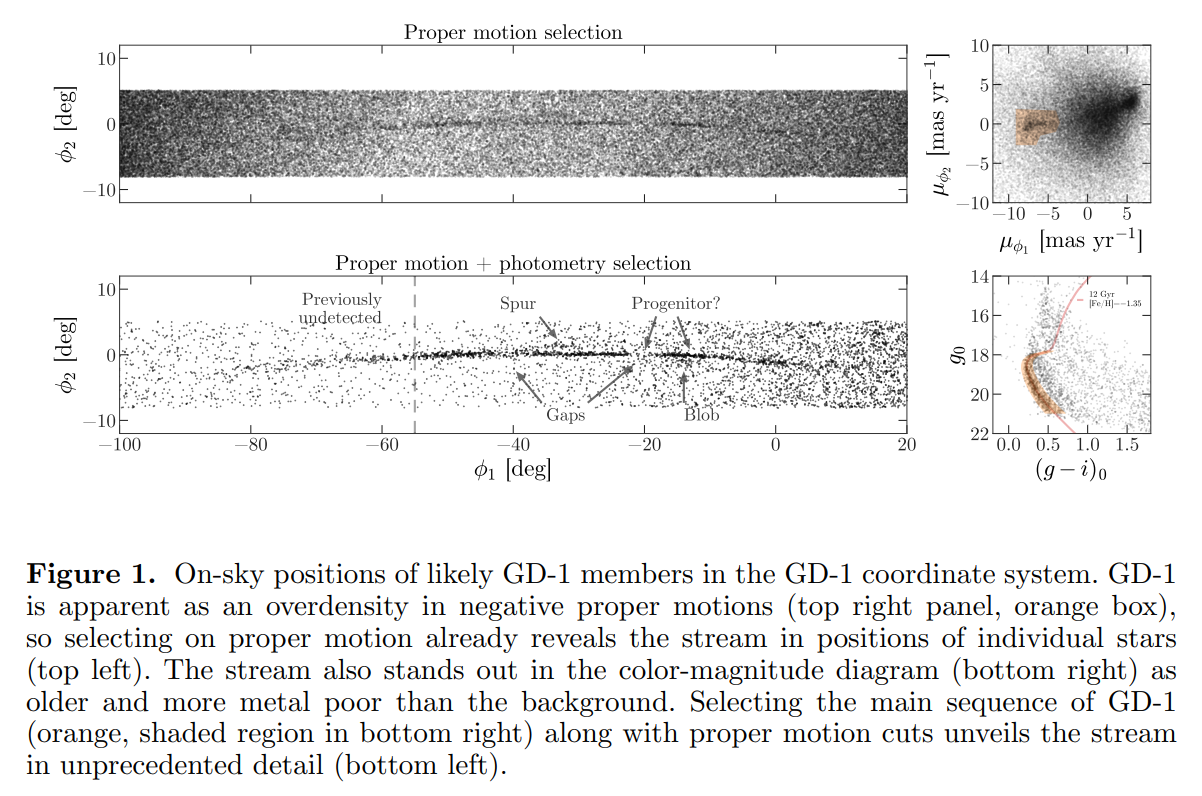 Proper motion selection
10
0
−10
ϕ2 [deg]
10
5
0
−5
−10
μϕ2 [mas yr−1]
−10 −5 0 5
μϕ1 [mas yr−1]
Proper motion + photometry selection
Previously
undetected
Spur
Progenitor?
Gaps
Blob
10
0
−10
ϕ2 [deg]
−100 −80 −60 −40 −20 0 20
ϕ1 [deg]
14
16
18
20
22
g0
12 Gyr
[Fe/H]=−1.35
0.0 0.5 1.0 1.5
(g − i)0
Figure 1. On-sky positions of likely GD-1 members in the GD-1 coordinate system. GD-1
is apparent as an overdensity in negative proper motions (top right panel, orange box),
so selecting on proper motion already reveals the stream in positions of individual stars
(top left). The stream also stands out in the color-magnitude diagram (bottom right) as
older and more metal poor than the background. Selecting the main sequence of GD-1
(orange, shaded region in bottom right) along with proper motion cuts unveils the stream
in unprecedented detail (bottom left).